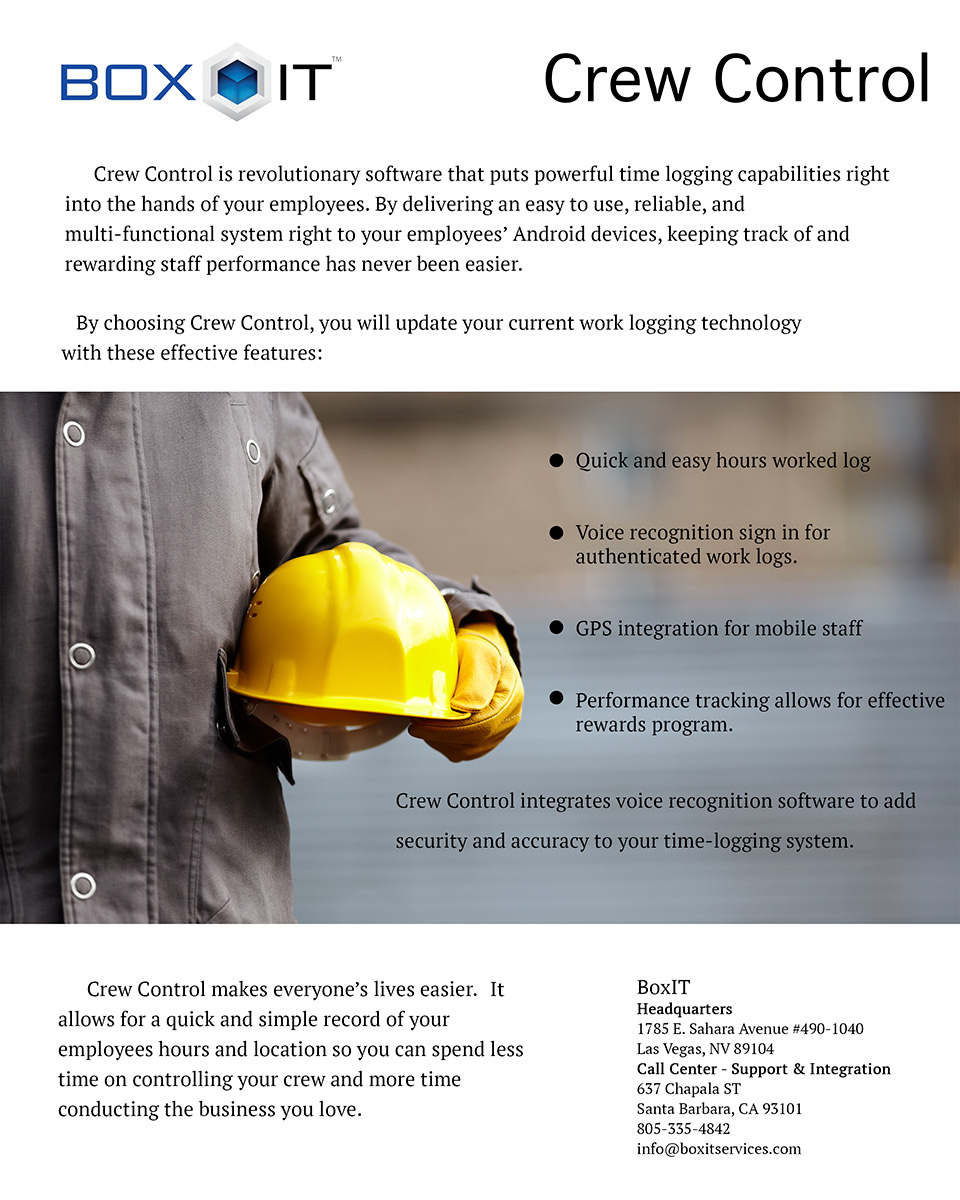 BOX IT™
Crew Control
Crew Control is revolutionary software that puts powerful time logging capabilities right
into the hands of your employees. By delivering an easy to use, reliable, and
multi-functional system right to your employees’ Android devices, keeping track of and
rewarding staff performance has never been easier.
By choosing Crew Control, you will update your current work logging technology
with these effective features:
● Quick and easy hours worked log
● Voice recognition sign in for
authenticated work logs.
● GPS integration for mobile staff
● Performance tracking allows for effective
rewards program.
Crew Control integrates voice recognition software to add
security and accuracy to your time-logging system.
Crew Control makes everyone’s lives easier. It
allows for a quick and simple record of your
employees hours and location so you can spend less
time on controlling your crew and more time
conducting the business you love.
BoxIT
Headquarters
1785 E. Sahara Avenue #490-1040
Las Vegas, NV 89104
Call Center - Support & Integration
637 Chapala ST
Santa Barbara, CA 93101
805-335-4842
info@boxitservices.com